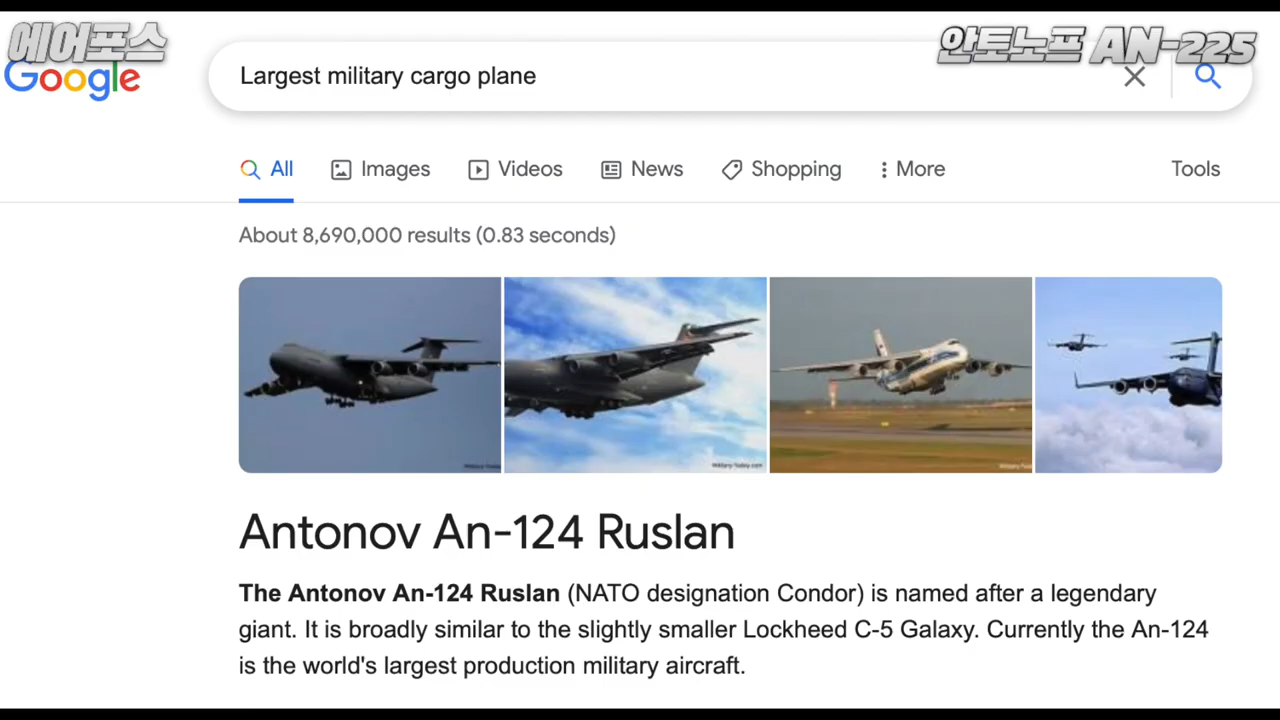 에어포스
안토노프 AN-225
Google
Largest military cargo plane
All
Images
Videos
News
Shopping
More
Tools
About 8,690,000 results (0.83 seconds)
Military-Today.com
Antonov An-124 Ruslan
The Antonov An-124 Ruslan (NATO designation Condor) is named after a legendary
giant. It is broadly similar to the slightly smaller Lockheed C-5 Galaxy. Currently the An-124
is the world's largest production military aircraft.